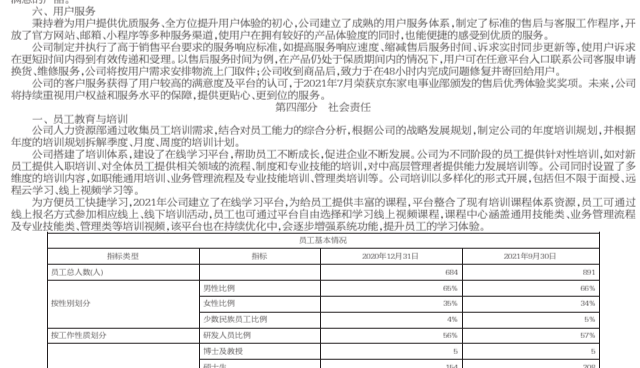 六、用户服务
秉持着为用户提供优质服务、全方位提升用户体验的初心,公司建立了成熟的用户服务体系,制定了标准的售后与客服工作程序,开
放了官方网站、邮箱、小程序等多种服务渠道,使用户在拥有较好的产品体验度的同时,也能便捷的感受到优质的服务。
公司制定并执行了高于销售平台要求的服务响应标准,如提高服务响应速度、缩减售后服务时间、诉求实时同步更新等,使用户诉求
在更短时间内得到有效传递和受理。以售后服务时间为例,在产品仍处于保质期间内的情况下,用户可在任意平台入口联系公司客服申请
换货、维修服务,公司将按用户需求安排物流上门取件;公司收到商品后,致力于在48小时内完成问题修复并寄回给用户。
公司的客户服务获得了用户较高的满意度及平台的认可,于2021年7月荣获京东家电事业部颁发的售后优秀体验奖奖项。未来,公司
将持续重视用户权益和服务水平的保障,提供更贴心、更到位的服务。
第四部分 社会责任
一、员工教育与培训
公司人力资源部通过收集员工培训需求,结合对员工能力的综合分析,根据公司的战略发展规划,制定公司的年度培训规划,并根据
年度的培训规划拆解季度、月度、周度的培训计划。
公司搭建了培训体系,建设了在线学习平台,帮助员工不断成长,促进企业不断发展。公司为不同阶段的员工提供针对性培训,如对新
员工提供入职培训、对全体员工提供相关领域的流程,制度和专业技能的培训,对中高层管理者提供能力发展培训等。公司同时设置了多
维度的培训内容,如职能通用培训、业务管理流程及专业技能培训、管理类培训等。公司培训以多样化的形式开展,包括但不限于面授、远
程云学习,线上视频学习等。
为方便员工快捷学习,2021年公司建立了在线学习平台,为给员工提供丰富的课程,平台整合了现有培训课程体系资源,员工可通过
线上报名方式参加相应线上、线下培训活动,员工也可通过平台自由选择和学习线上视频课程,课程中心涵盖通用技能类、业务管理流程
及专业技能类、管理类等培训视频,该平台也在持续优化中,会逐步增强系统功能,提升员工的学习体验。
员工基本情况
指标类型 指标 2020年12月31日 2021年9月30日
员工总人数(人) 684 891
按性别划分 男性比例 65% 66%
女性比例 35% 34%
少数民族员工比例 4% 5%
按工作性质划分 研发人员比例 56% 57%
博士及教授 5 5
硕士生 154 208